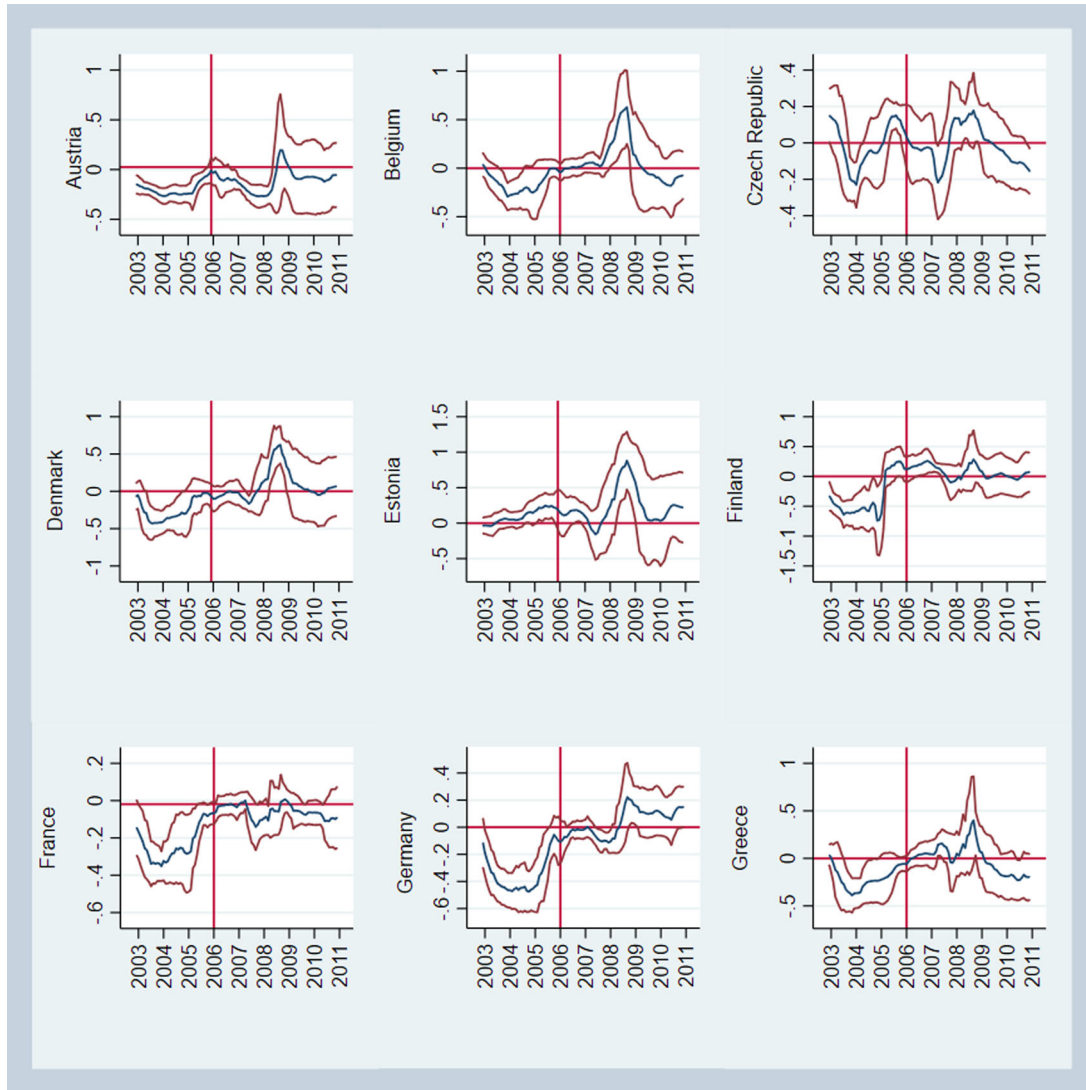 Austria
-.5 0 .5 1
2003 2004 2005 2006 2007 2008 2009 2010 2011
Belgium
-.5 0 .5 1
2003 2004 2005 2006 2007 2008 2009 2010 2011
Czech Republic
-.4 -.2 0 .2 .4
2003 2004 2005 2006 2007 2008 2009 2010 2011
Denmark
-1 -.5 0 .5 1
2003 2004 2005 2006 2007 2008 2009 2010 2011
Estonia
-.5 0 .5 1 1.5
2003 2004 2005 2006 2007 2008 2009 2010 2011
Finland
-1.5 -1 -.5 0 .5 1
2003 2004 2005 2006 2007 2008 2009 2010 2011
France
-.6 -.4 -.2 0 .2
2003 2004 2005 2006 2007 2008 2009 2010 2011
Germany
-.6 -.4 -.2 0 .2 .4
2003 2004 2005 2006 2007 2008 2009 2010 2011
Greece
-.5 0 .5 1
2003 2004 2005 2006 2007 2008 2009 2010 2011